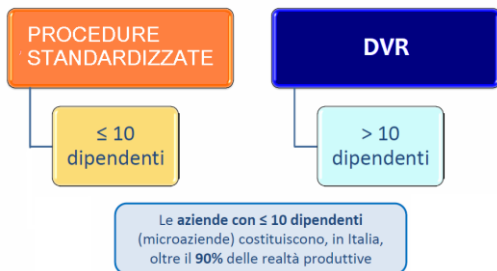 PROCEDURE
STANDARDIZZATE
DVR
≤ 10
dipendenti
> 10
dipendenti
Le aziende con ≤ 10 dipendenti
(microaziende) costituiscono, in Italia,
oltre il 90% delle realtà produttive